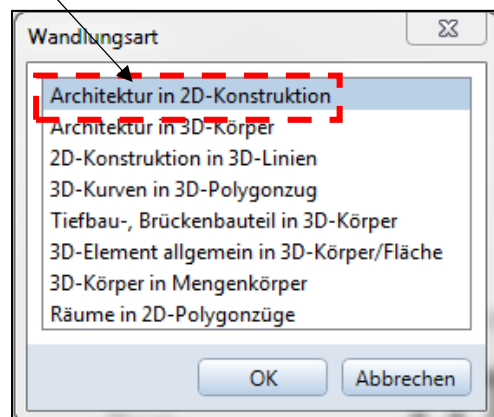 Wandlungsart
Architektur in 2D-Konstruktion
Architektur in 3D-Körper
2D-Konstruktion in 3D-Linien
3D-Kurven in 3D-Polygonzug
Tiefbau-, Brückenbauteil in 3D-Körper
3D-Element allgemein in 3D-Körper/Fläche
3D-Körper in Mengenkörper
Räume in 2D-Polygonzüge
OK Abbrechen